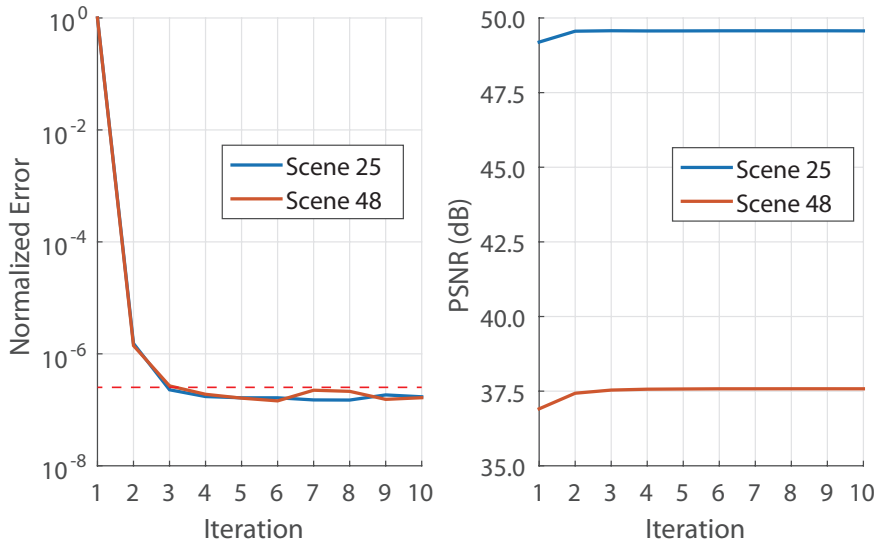 10^0
10^-2
10^-4
10^-6
10^-8
Normalized Error
Scene 25
Scene 48
1 2 3 4 5 6 7 8 9 10
Iteration
50.0
47.5
45.0
42.5
40.0
37.5
35.0
PSNR (dB)
Scene 25
Scene 48
1 2 3 4 5 6 7 8 9 10
Iteration